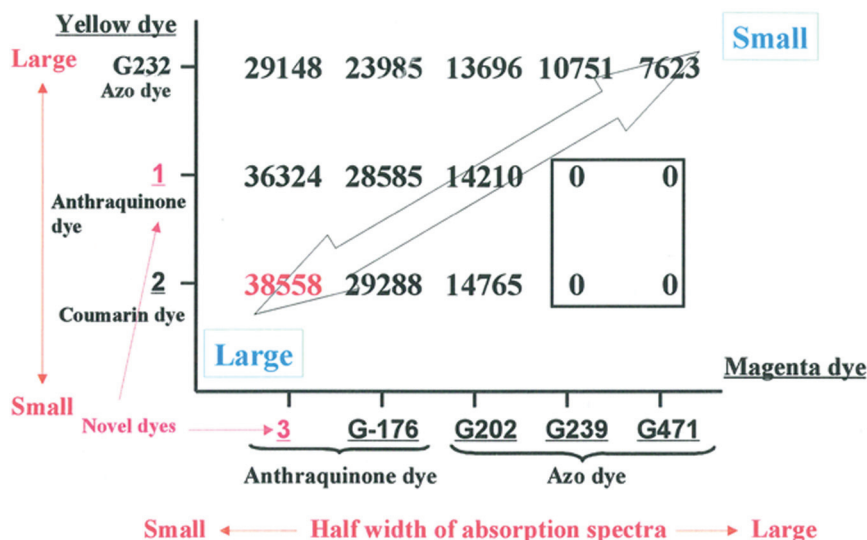 Yellow dye
Large
Small
G232 29148 23985 13696 10751 7623
Azo dye
1 36324 28585 14210 0 0
Anthraquinone
dye
2 38558 29288 14765 0 0
Coumarin dye
Large
Magenta dye
Small
Novel dyes 3 G-176 G202 G239 G471
Anthraquinone dye Azo dye
Small Half width of absorption spectra Large